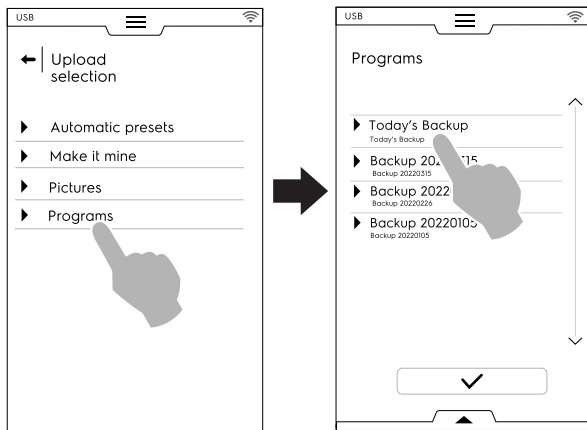 USB
Upload
selection
Automatic presets
Make it mine
Pictures
Programs
USB
Programs
Today's Backup
Today's Backup
Backup 20220315
Backup 20220315
Backup 2022
Backup 20220226
Backup 20220105
Backup 20220105